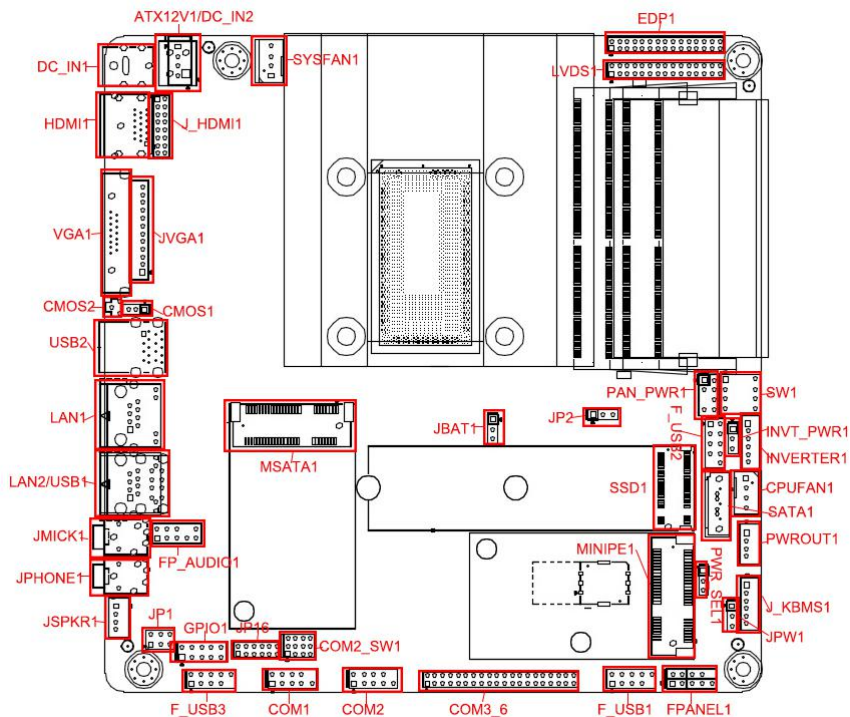 ATX12V1/DC_IN2
EDP1
DC_IN1
SYSFAN1
LVDS1
HDMI1
J_HDMI1
VGA1
JVGA1
CMOS2
CMOS1
USB2
PAN_PWR1
SW1
LAN1
JBAT1
JP2
F_USB2
INVT_PWR1
MSATA1
INVERTER1
LAN2/USB1
SSD1
CPUFAN1
SATA1
JMICK1
FP_AUDIO1
MINIPE1
PWROUT1
PWR_SEL1
JPHONE1
JSPKR1
JP1
GPIO1
JP16
COM2_SW1
J_KBMS1
JPW1
F_USB3
COM1
COM2
COM3_6
F_USB1
FPANEL1